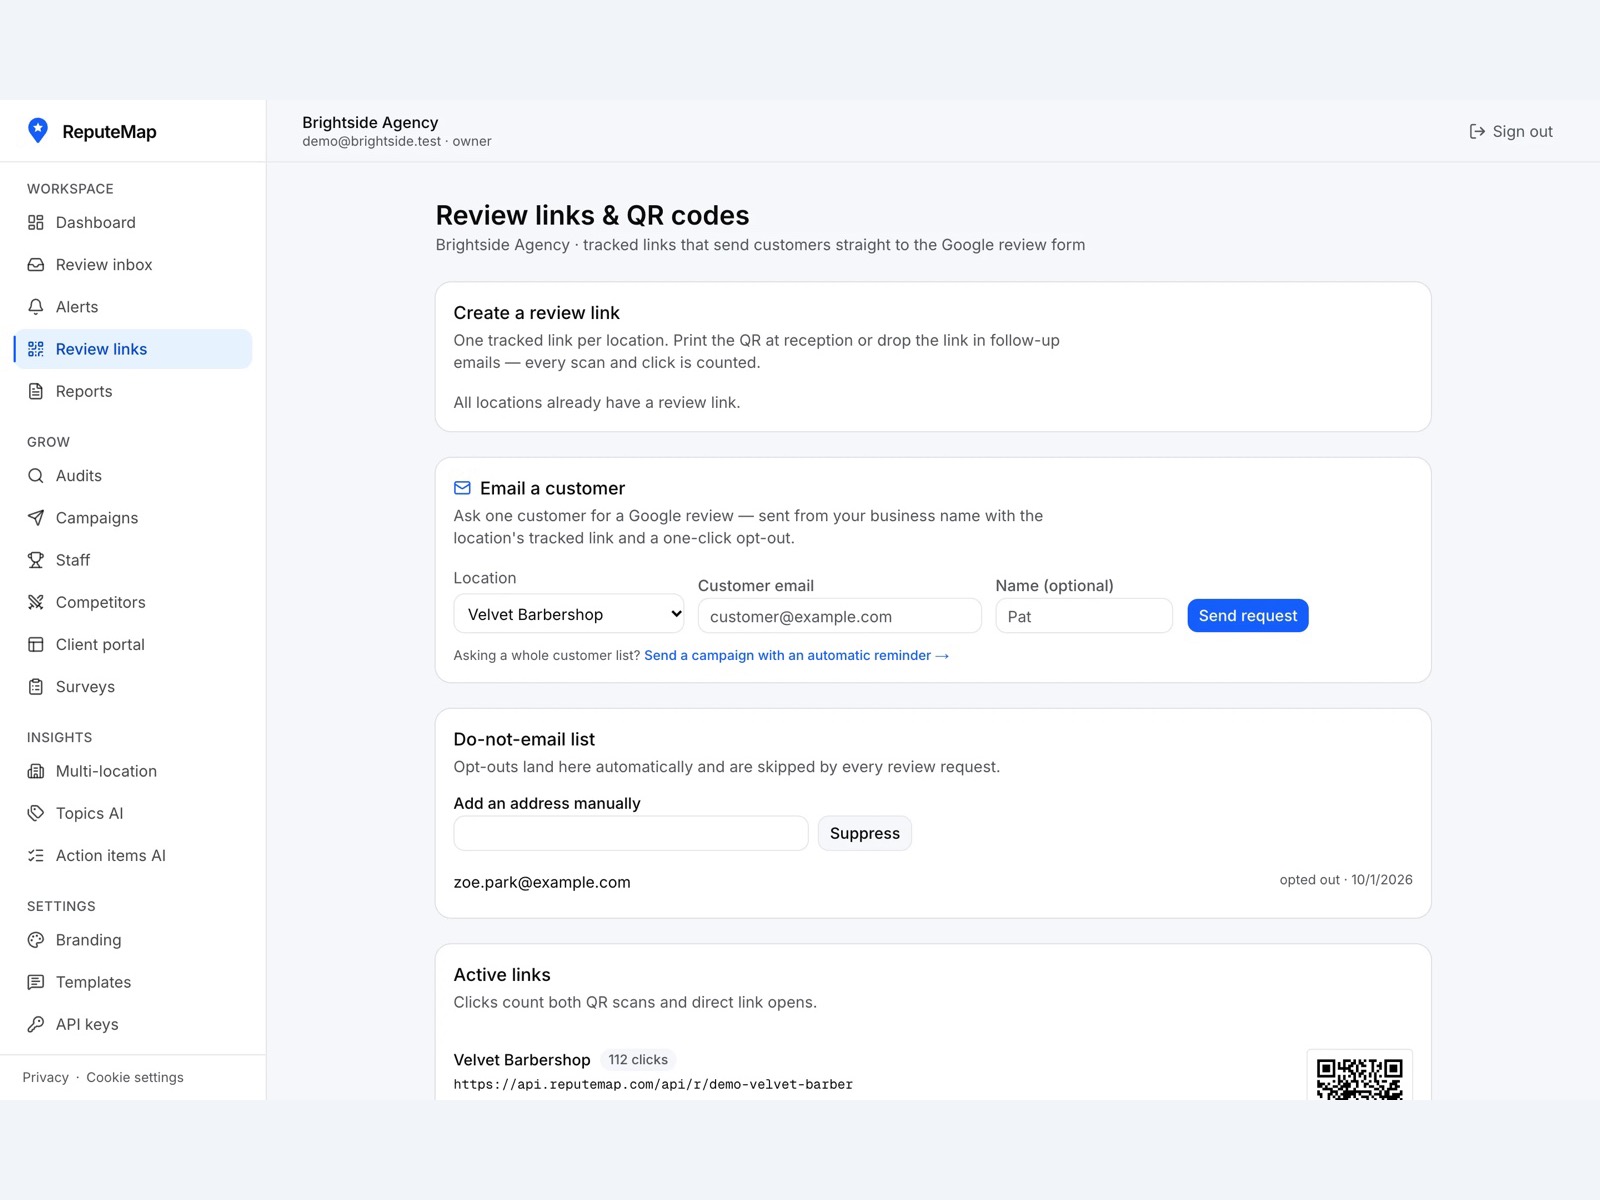 ReputeMap
Brightside Agency
demo@brightside.test · owner
Sign out
WORKSPACE
Dashboard
Review inbox
Alerts
Review links
Reports
GROW
Audits
Campaigns
Staff
Competitors
Client portal
Surveys
INSIGHTS
Multi-location
Topics AI
Action items AI
SETTINGS
Branding
Templates
API keys
Privacy · Cookie settings
Review links & QR codes
Brightside Agency · tracked links that send customers straight to the Google review form
Create a review link
One tracked link per location. Print the QR at reception or drop the link in follow-up
emails — every scan and click is counted.
All locations already have a review link.
Email a customer
Ask one customer for a Google review — sent from your business name with the
location's tracked link and a one-click opt-out.
Location
Customer email
Name (optional)
Velvet Barbershop
customer@example.com
Pat
Send request
Asking a whole customer list? Send a campaign with an automatic reminder →
Do-not-email list
Opt-outs land here automatically and are skipped by every review request.
Add an address manually
Suppress
zoe.park@example.com
opted out · 10/1/2026
Active links
Clicks count both QR scans and direct link opens.
Velvet Barbershop 112 clicks
https://api.reputemap.com/api/r/demo-velvet-barber